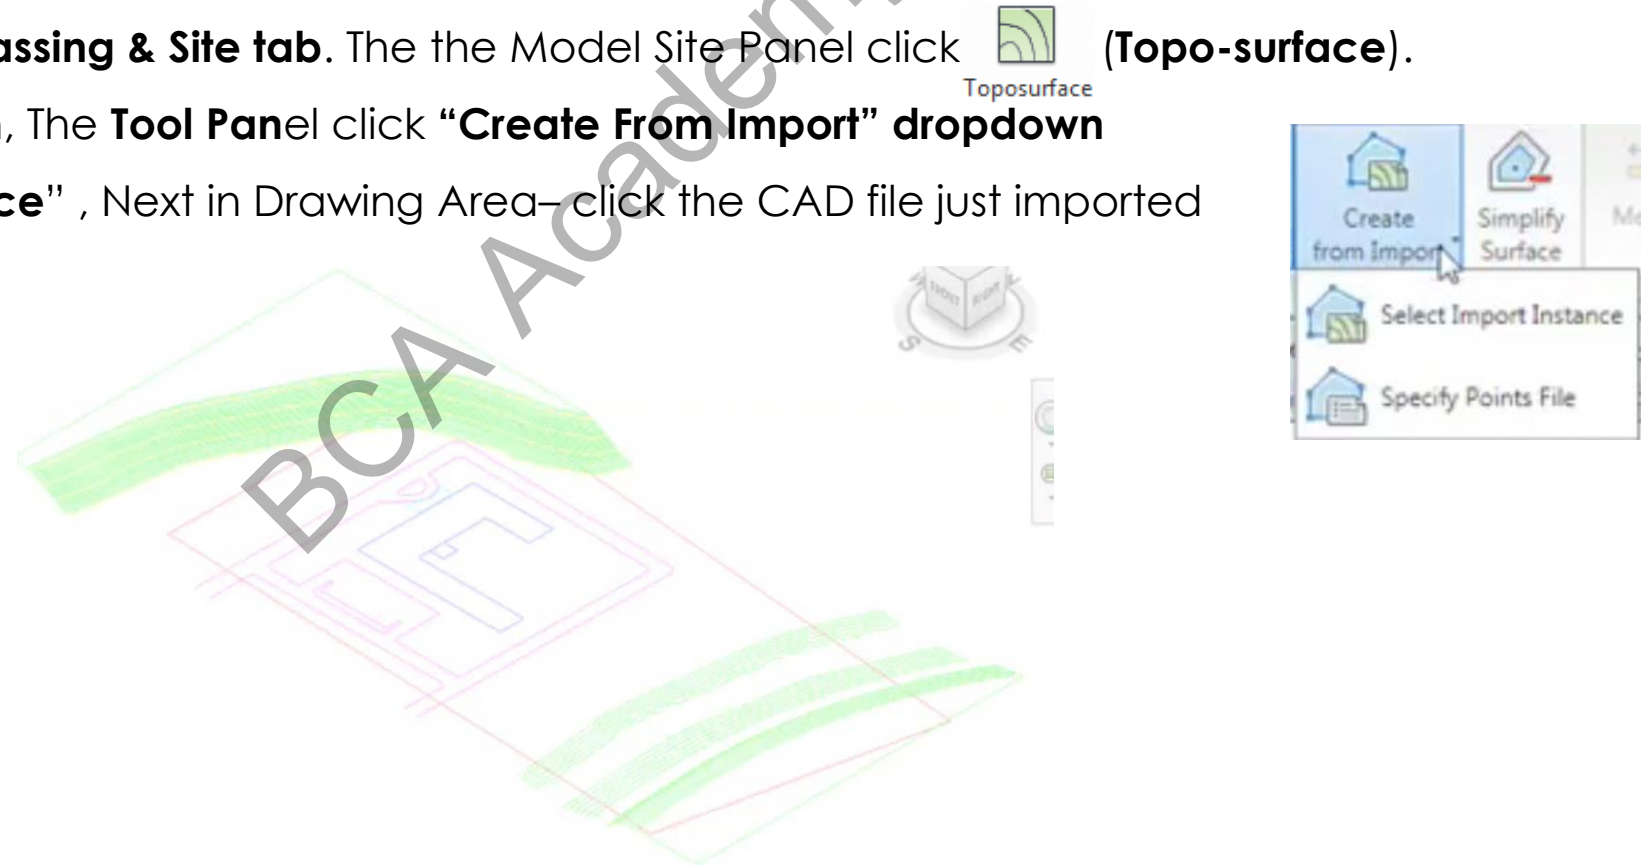 assing & Site tab. The the Model Site Panel click (Topo-surface).
Toposurface
, The Tool Panel click “Create From Import” dropdown
ce” , Next in Drawing Area– click the CAD file just imported
Create
from Import
Simplify
Surface
Select Import Instance
Specify Points File
FRONT
RIGHT
S
E
BCA Academ